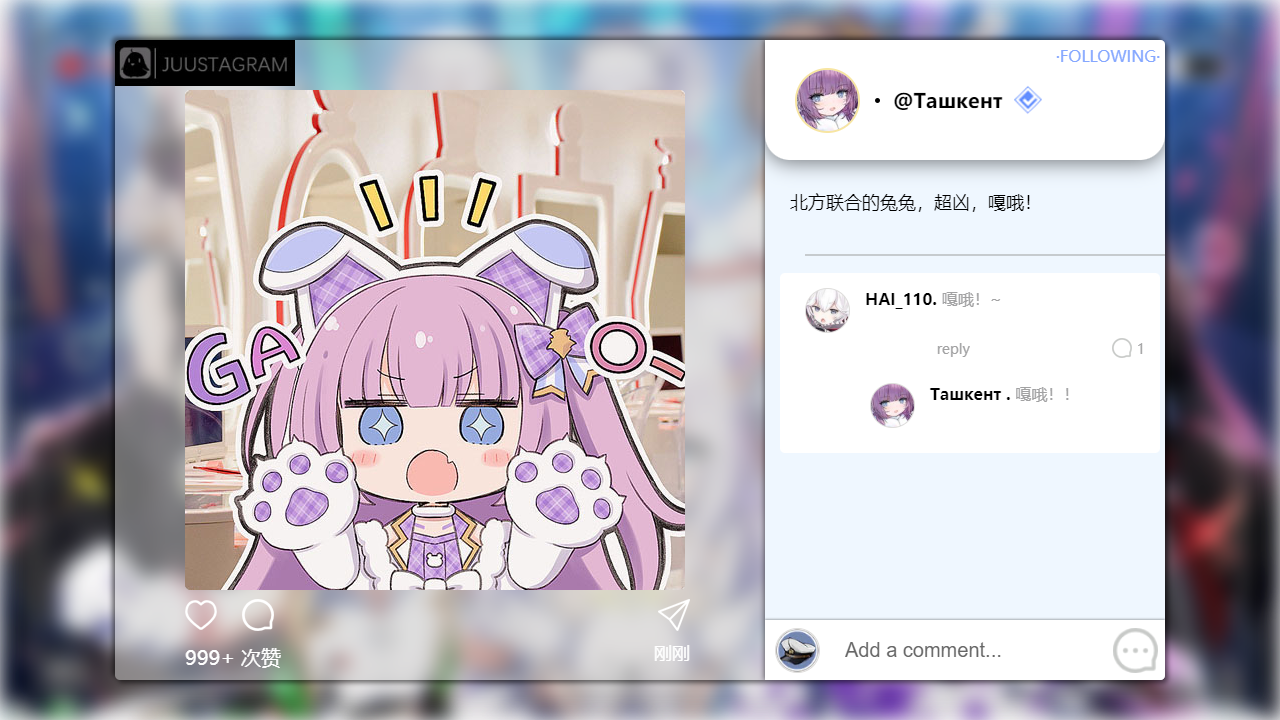 JUUSTAGRAM
GAO~
999+ 次赞
刚刚
·FOLLOWING·
• @Ташкент
北方联合的兔兔，超凶，嘎哦！
HAI_110. 嘎哦！~
reply
1
Ташкент . 嘎哦！！
Add a comment...